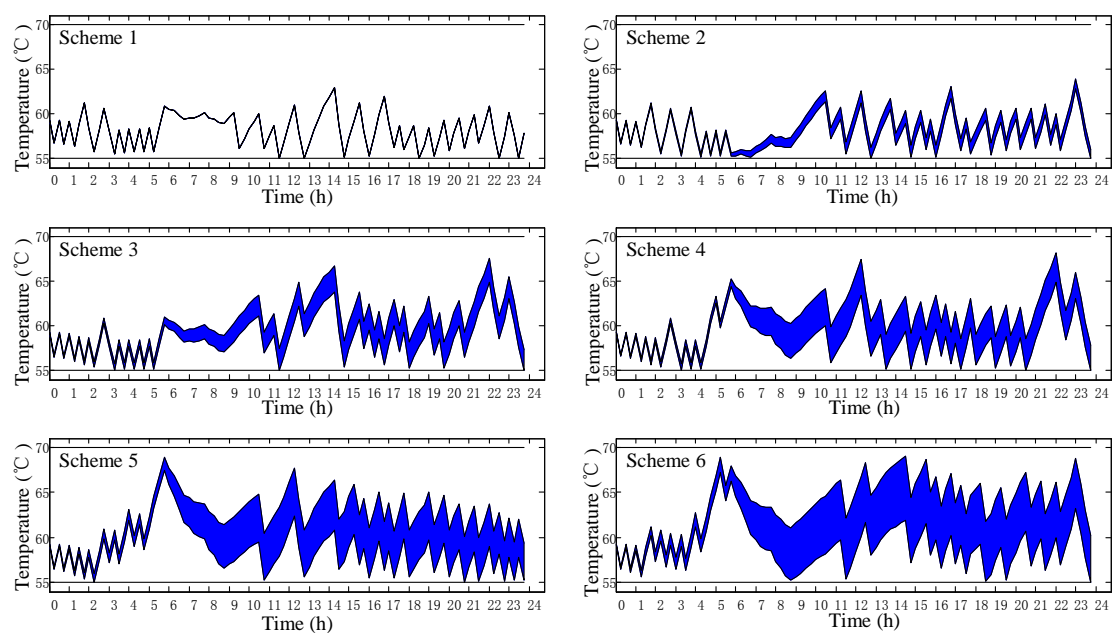 Scheme 1
Temperature (℃)
70
65
60
55
0 1 2 3 4 5 6 7 8 9 10 11 12 13 14 15 16 17 18 19 20 21 22 23 24
Time (h)
Scheme 2
Temperature (℃)
70
65
60
55
0 1 2 3 4 5 6 7 8 9 10 11 12 13 14 15 16 17 18 19 20 21 22 23 24
Time (h)
Scheme 3
Temperature (℃)
70
65
60
55
0 1 2 3 4 5 6 7 8 9 10 11 12 13 14 15 16 17 18 19 20 21 22 23 24
Time (h)
Scheme 4
Temperature (℃)
70
65
60
55
0 1 2 3 4 5 6 7 8 9 10 11 12 13 14 15 16 17 18 19 20 21 22 23 24
Time (h)
Scheme 5
Temperature (℃)
70
65
60
55
0 1 2 3 4 5 6 7 8 9 10 11 12 13 14 15 16 17 18 19 20 21 22 23 24
Time (h)
Scheme 6
Temperature (℃)
70
65
60
55
0 1 2 3 4 5 6 7 8 9 10 11 12 13 14 15 16 17 18 19 20 21 22 23 24
Time (h)